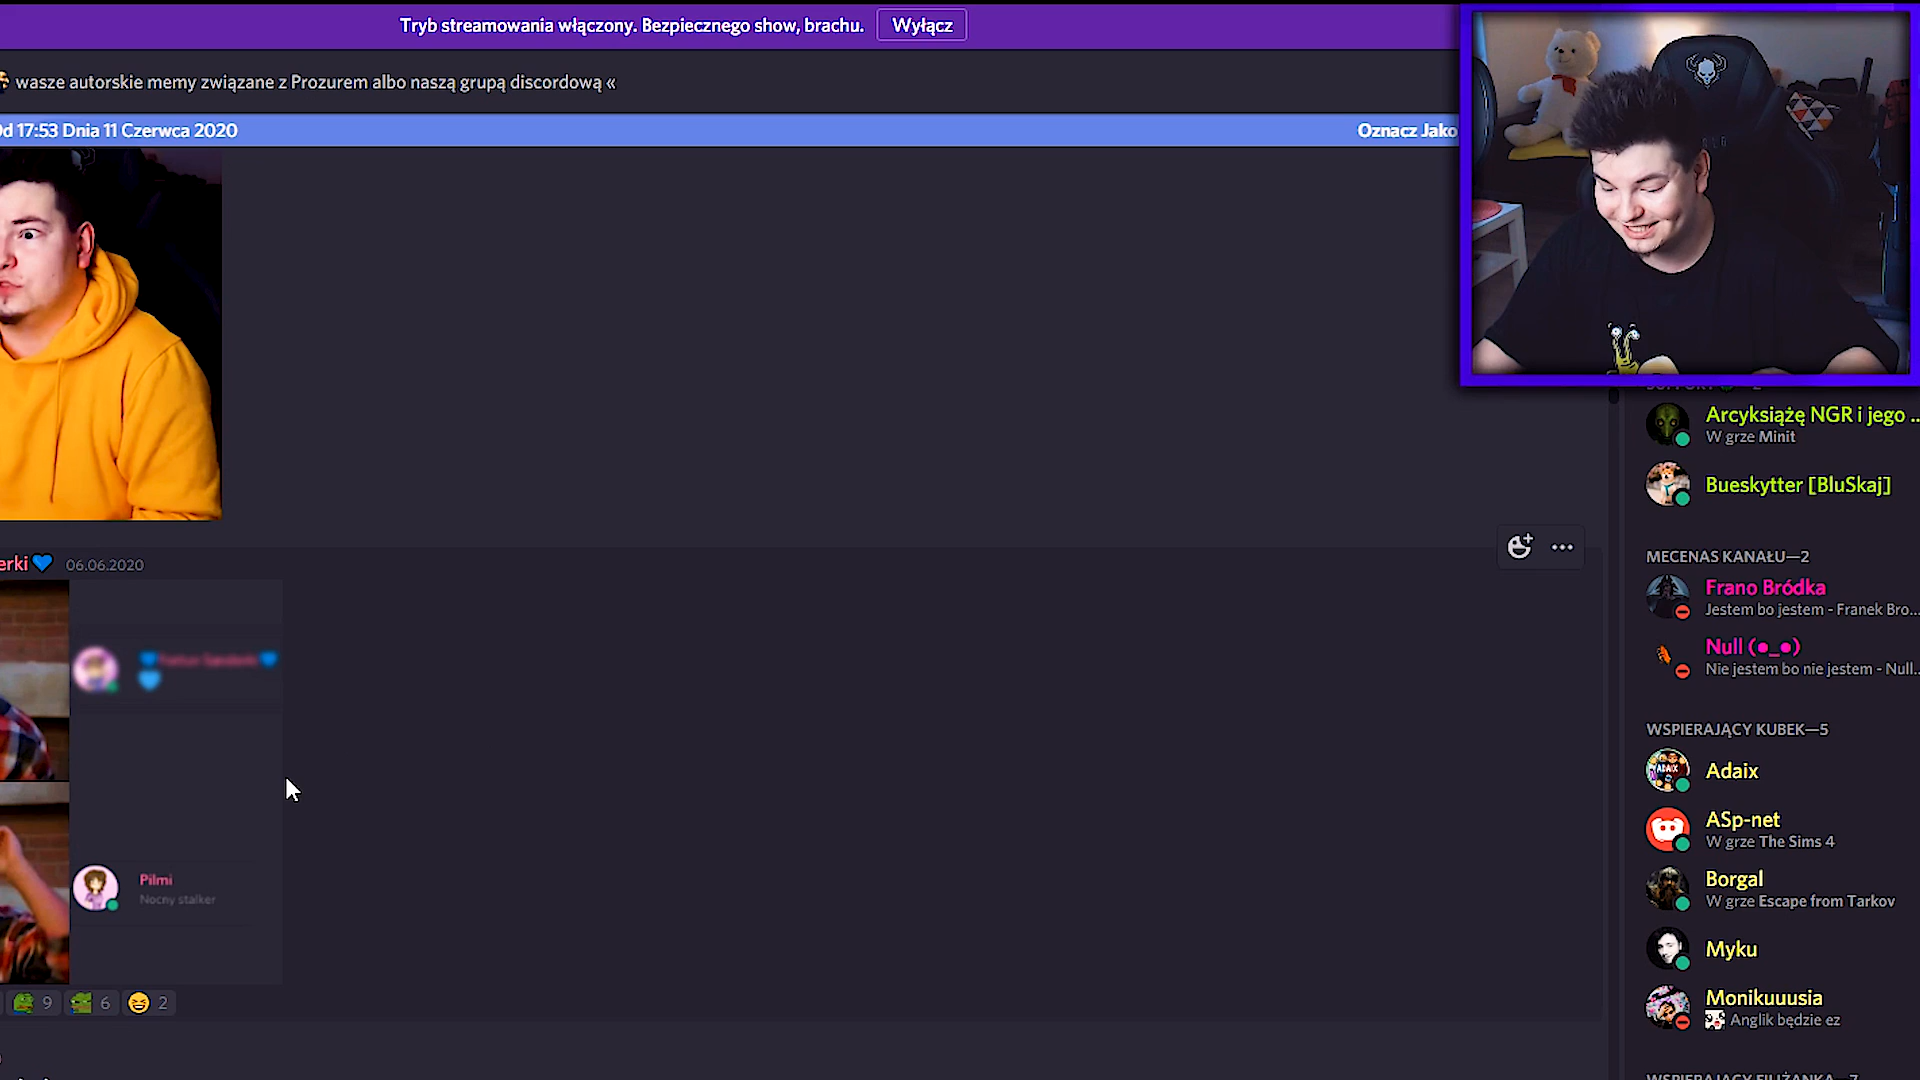 Tryb streamowania włączony. Bezpiecznego show, brachu.
Wyłącz
wasze autorskie memy związane z Prozurem albo naszą grupą discordową «
od 17:53 Dnia 11 Czerwca 2020
Oznacz Jako
erki 💙 06.06.2020
Pilmi
Nocny stalker
9 6 2
Arcyksiążę NGR i jego ...
W grze Minit
Bueskytter [BluSkaj]
MECENAS KANAŁU—2
Frano Bródka
Jestem bo jestem - Franek Bro...
Null (●_●)
Nie jestem bo nie jestem - Null...
WSPIERAJĄCY KUBEK—5
Adaix
ASp-net
W grze The Sims 4
Borgal
W grze Escape from Tarkov
Myku
Monikuuusia
Anglik będzie ez
WSPIERAJĄCY FILIŻANKA—7